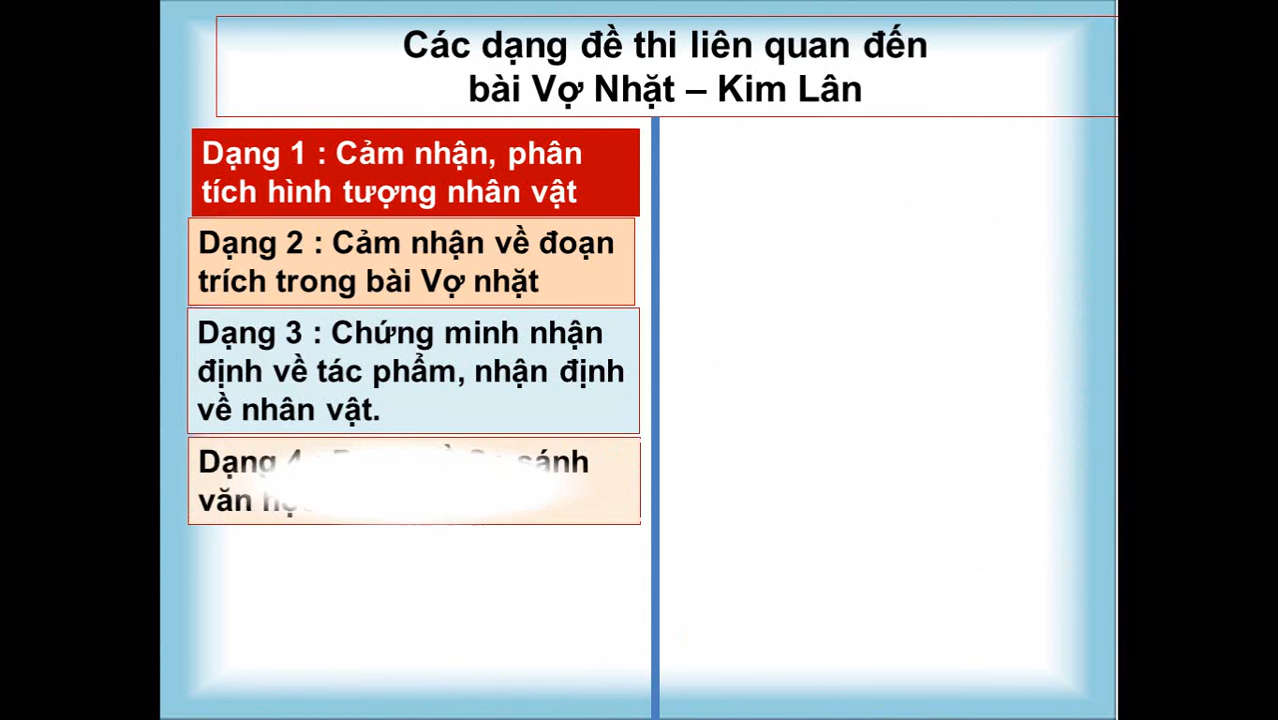 Các dạng đề thi liên quan đến
bài Vợ Nhặt – Kim Lân
Dạng 1 : Cảm nhận, phân
tích hình tượng nhân vật
Dạng 2 : Cảm nhận về đoạn
trích trong bài Vợ nhặt
Dạng 3 : Chứng minh nhận
định về tác phẩm, nhận định
về nhân vật.
Dạng sánh
văn